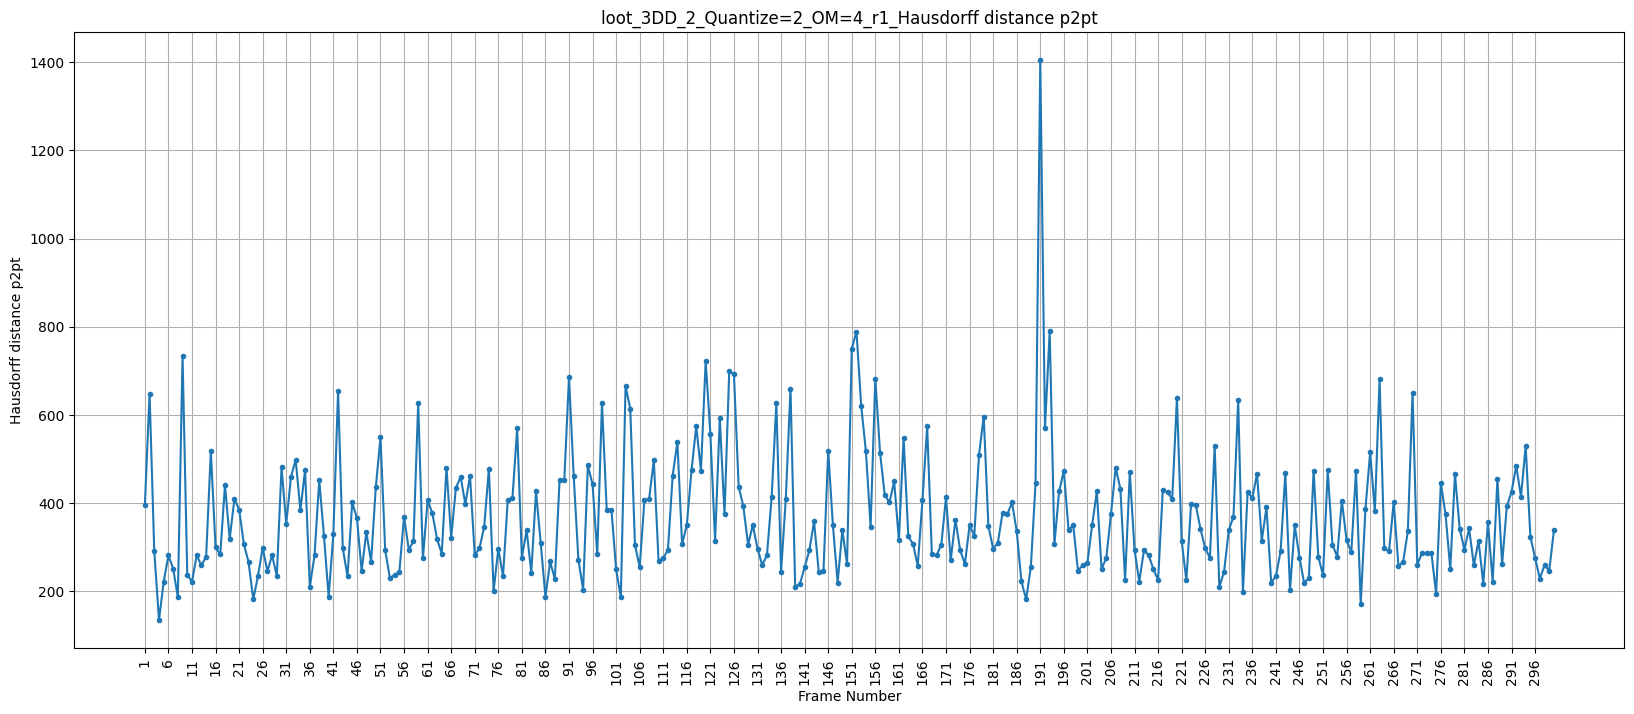 loot_3DD_2_Quantize=2_OM=4_r1_Hausdorff distance p2pt
Hausdorff distance p2pt
1400
1200
1000
800
600
400
200
1 6 11 16 21 26 31 36 41 46 51 56 61 66 71 76 81 86 91 96 101 106 111 116 121 126 131 136 141 146 151 156 161 166 171 176 181 186 191 196 201 206 211 216 221 226 231 236 241 246 251 256 261 266 271 276 281 286 291 296
Frame Number